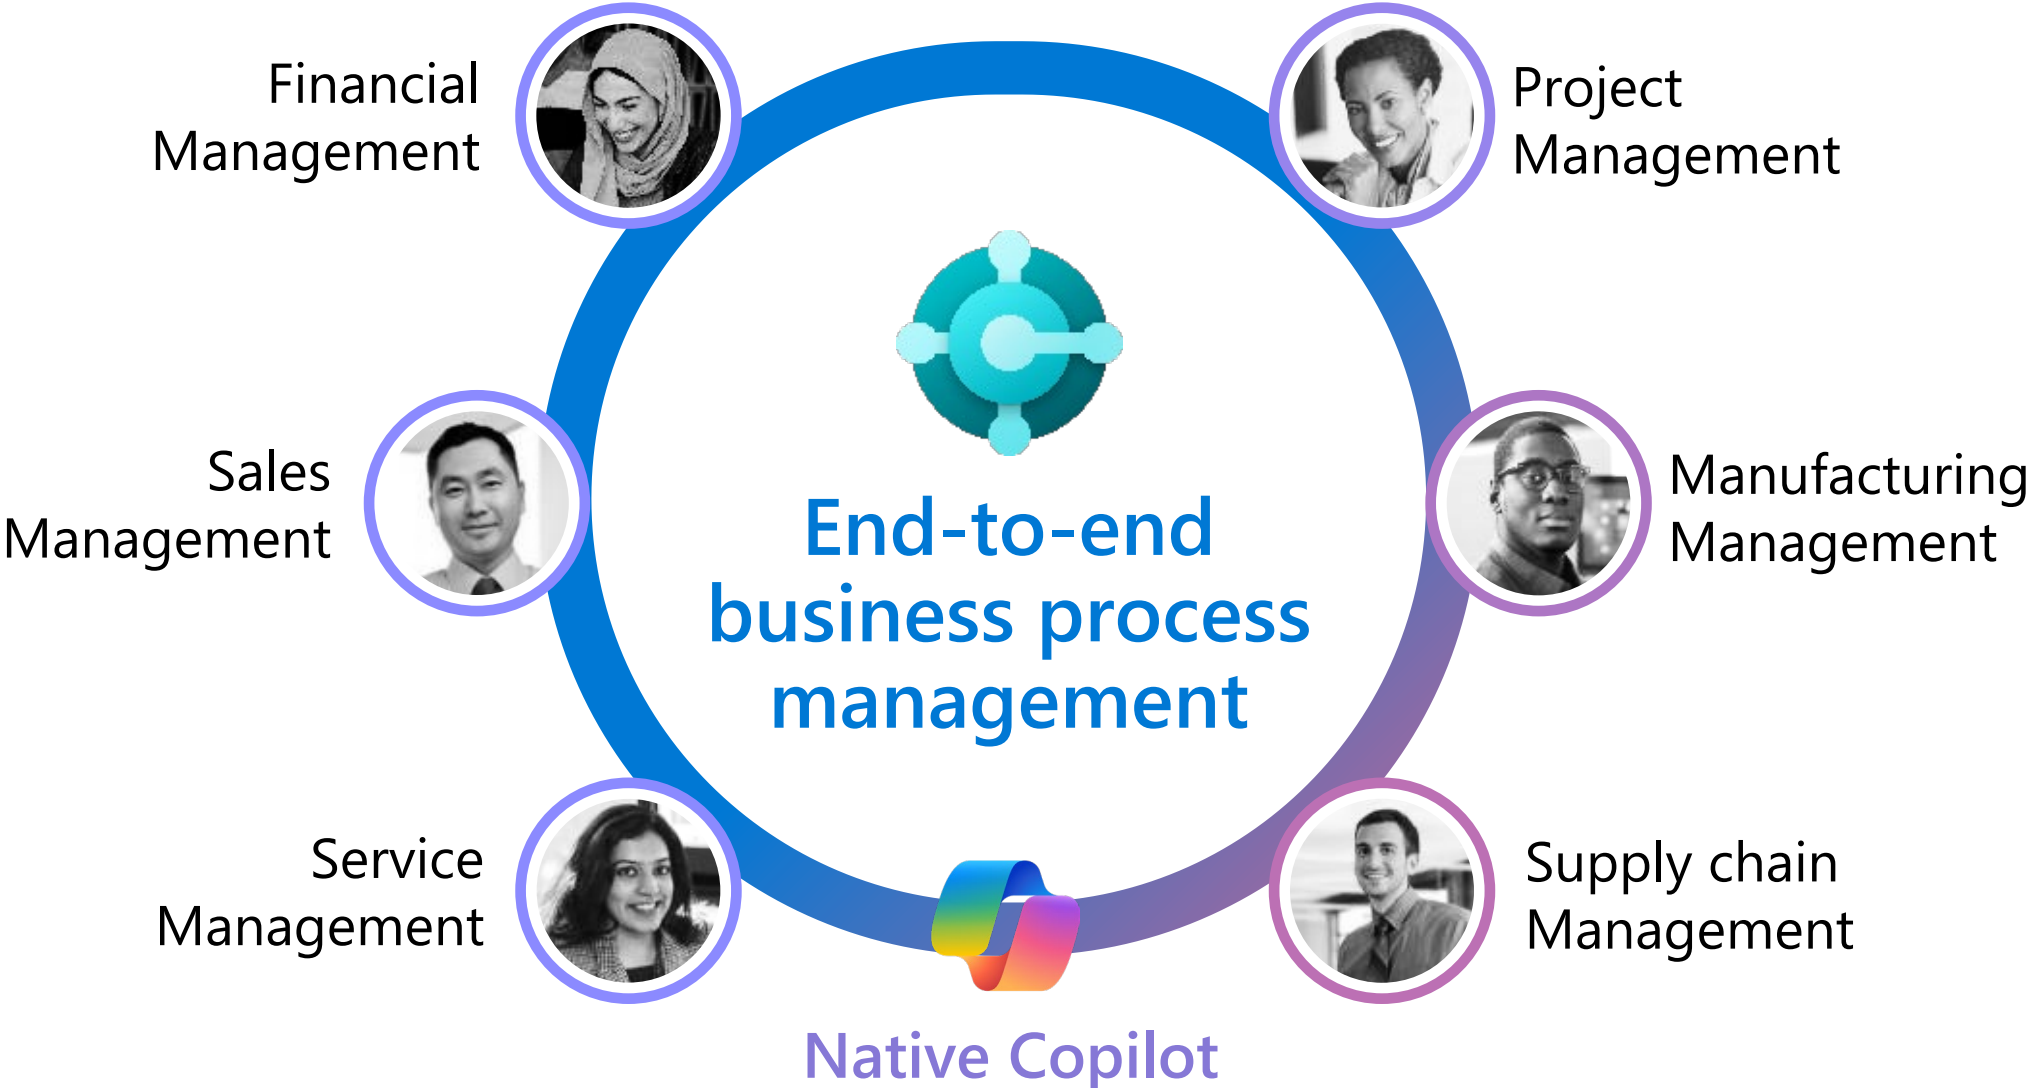 Financial
Management
Project
Management
Sales
Management
Manufacturing
Management
End-to-end
business process
management
Service
Management
Supply chain
Management
Native Copilot